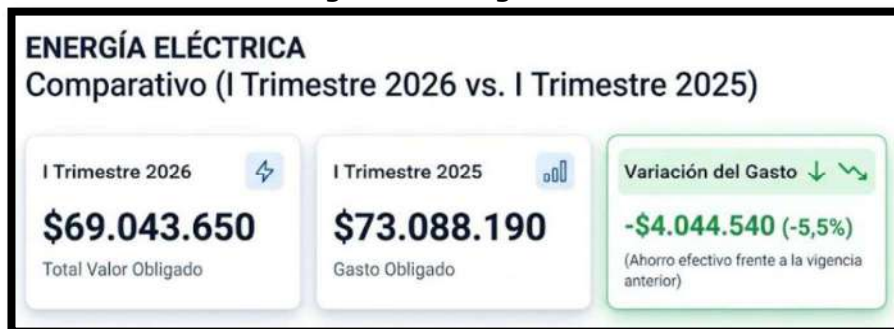 ENERGÍA ELÉCTRICA
Comparativo (I Trimestre 2026 vs. I Trimestre 2025)
I Trimestre 2026
$69.043.650
Total Valor Obligado
I Trimestre 2025
$73.088.190
Gasto Obligado
Variación del Gasto
-$4.044.540 (-5,5%)
(Ahorro efectivo frente a la vigencia
anterior)